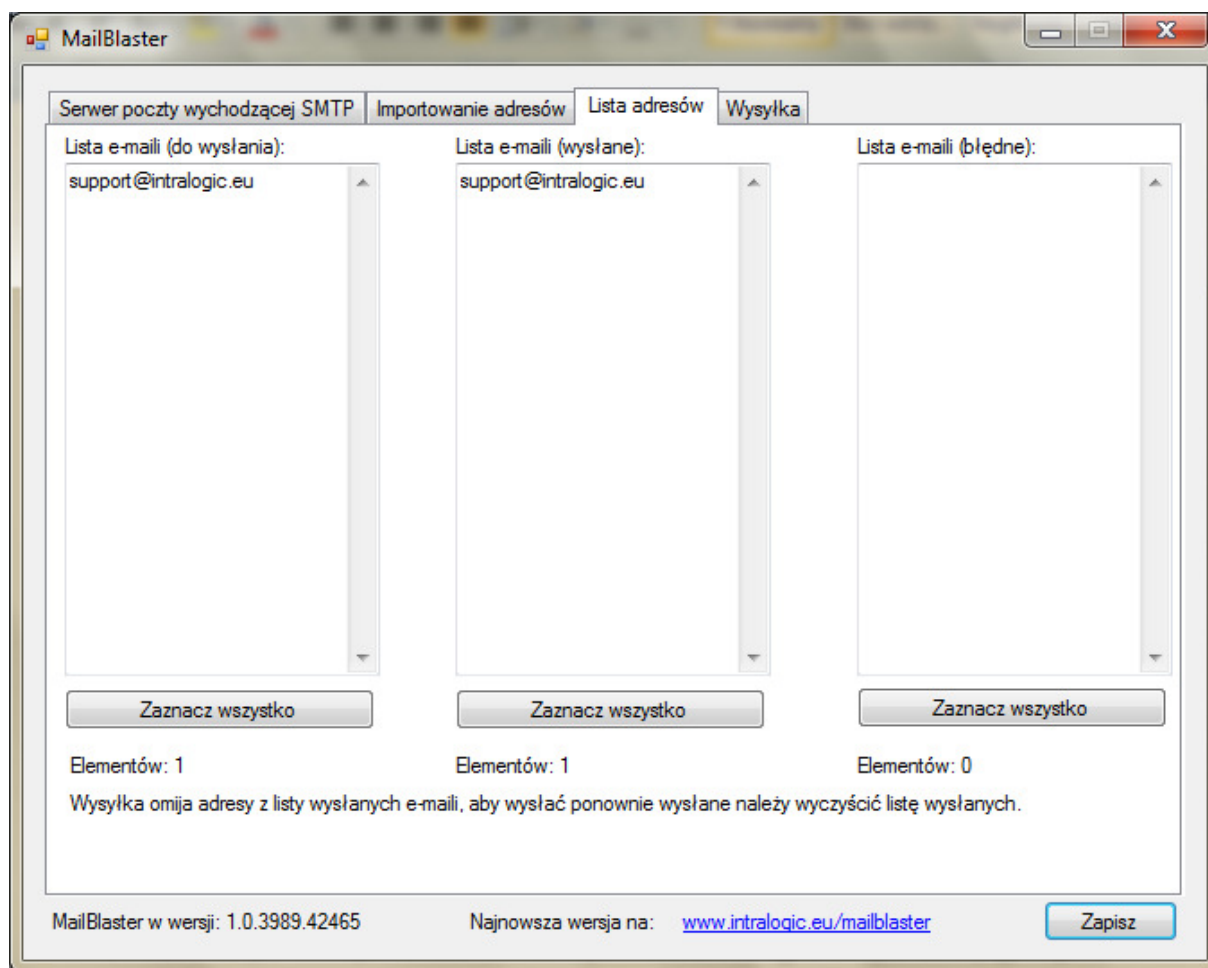 MailBlaster
Serwer poczty wychodzącej SMTP Importowanie adresów Lista adresów Wysyłka
Lista e-maili (do wysłania): Lista e-maili (wysłane): Lista e-maili (błędne):
support@intralogic.eu support@intralogic.eu
Zaznacz wszystko Zaznacz wszystko Zaznacz wszystko
Elementów: 1 Elementów: 1 Elementów: 0
Wysyłka omija adresy z listy wysłanych e-maili, aby wysłać ponownie wysłane należy wyczyścić listę wysłanych.
MailBlaster w wersji: 1.0.3989.42465 Najnowsza wersja na: www.intralogic.eu/mailblaster Zapisz